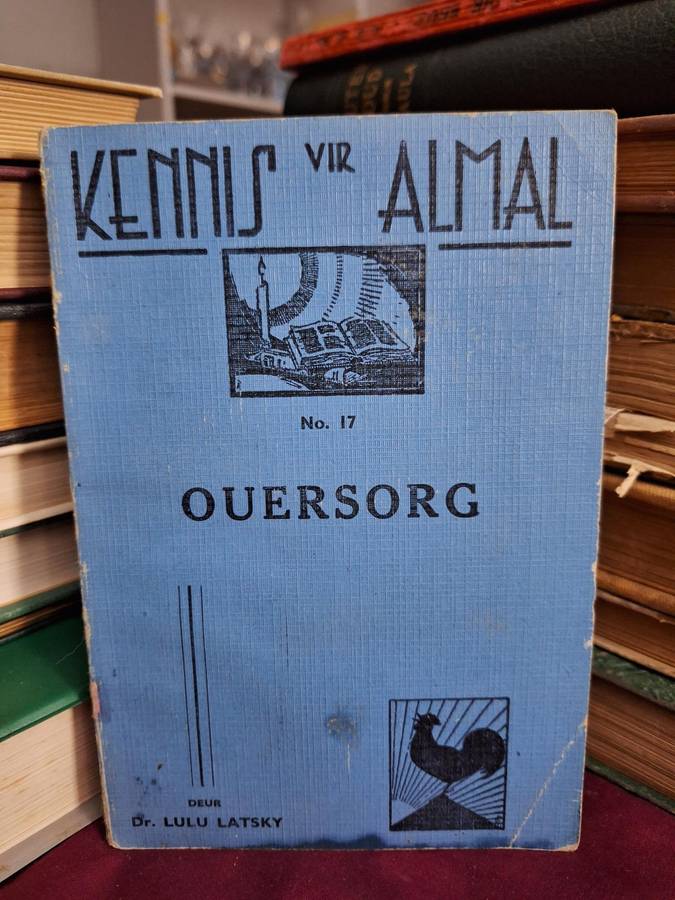 KENNIS VIR ALMAL
No. 17
OUERSORG
DEUR
Dr. LULU LATSKY